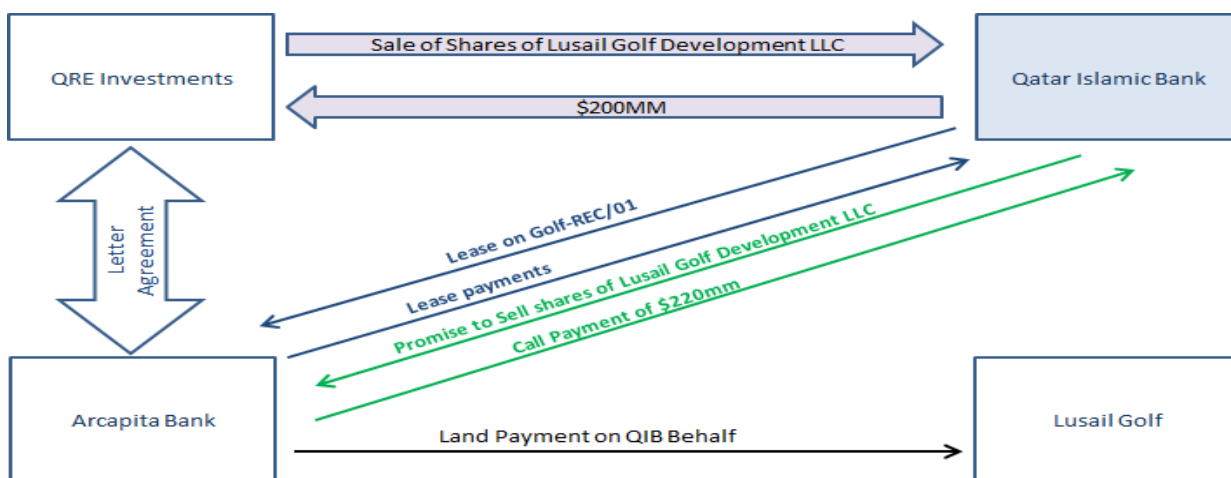 Sale of Shares of Lusail Golf Development LLC
QRE Investments
Qatar Islamic Bank
$200MM
Letter
Agreement
Lease on Golf-REC/01
Lease payments
Promise to Sell shares of Lusail Golf Development LLC
Call Payment of $220mm
Arcapita Bank
Lusail Golf
Land Payment on QIB Behalf